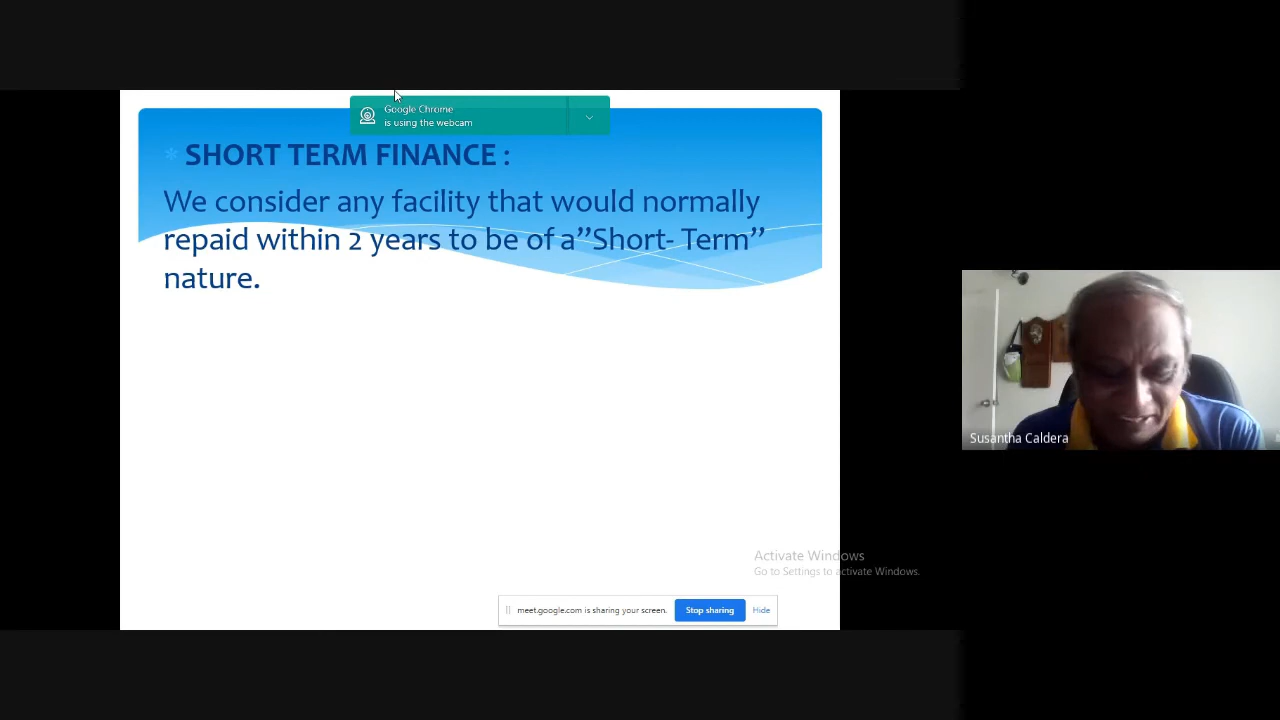 Google Chrome
is using the webcam
* SHORT TERM FINANCE :
We consider any facility that would normally
repaid within 2 years to be of a”Short- Term”
nature.
Susantha Caldera
Activate Windows
Go to Settings to activate Windows.
meet.google.com is sharing your screen.
Stop sharing
Hide